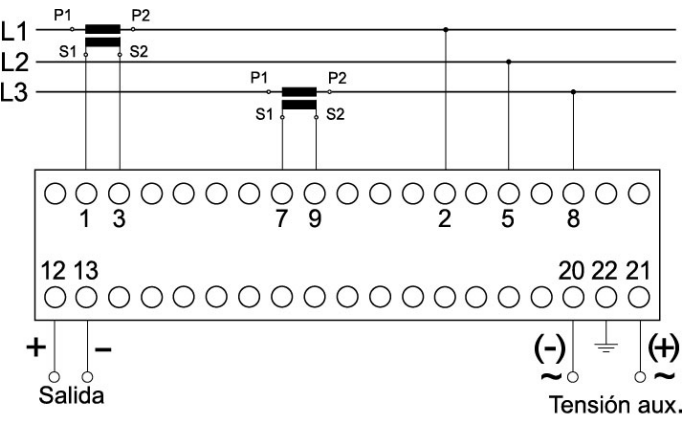 P1 P2
L1
S1 S2
L2
P1 P2
L3
S1 S2
1 3 7 9 2 5 8
12 13 20 22 21
+ – (-) (+)
~ ~
Salida
Tensión aux.